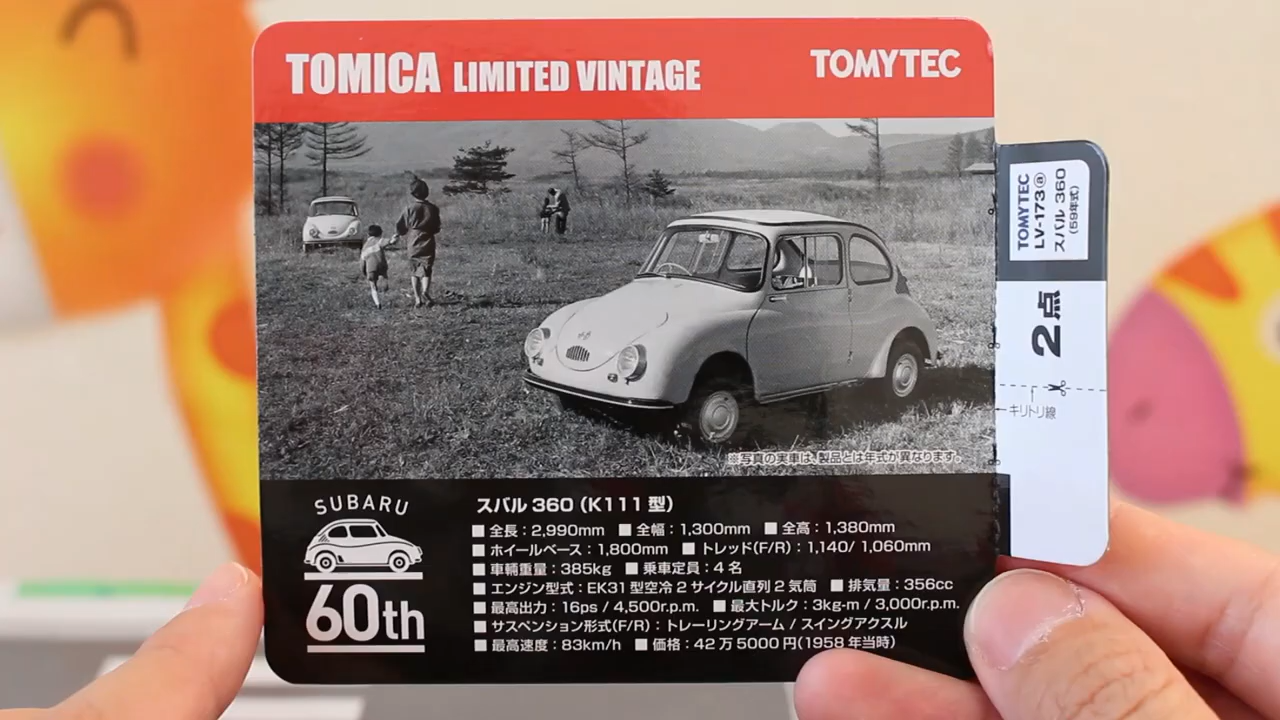 TOMICA LIMITED VINTAGE
TOMYTEC
※写真の実車は、製品とは年式が異なります。
SUBARU
60th
スバル 360（K111 型）
■ 全長：2,990mm ■ 全幅：1,300mm ■ 全高：1,380mm
■ ホイールベース：1,800mm ■ トレッド(F/R)：1,140/ 1,060mm
■ 車輛重量：385kg ■ 乗車定員：4 名
■ エンジン型式：EK31 型空冷 2 サイクル直列 2 気筒 ■ 排気量：356cc
■ 最高出力：16ps / 4,500r.p.m. ■ 最大トルク：3kg-m / 3,000r.p.m.
■ サスペンション形式(F/R)：トレーリングアーム / スイングアクスル
■ 最高速度：83km/h ■ 価格：42 万 5000 円(1958 年当時)
TOMYTEC
LV-173ⓐ
スバル 360
(59年式)
2点
キリトリ線